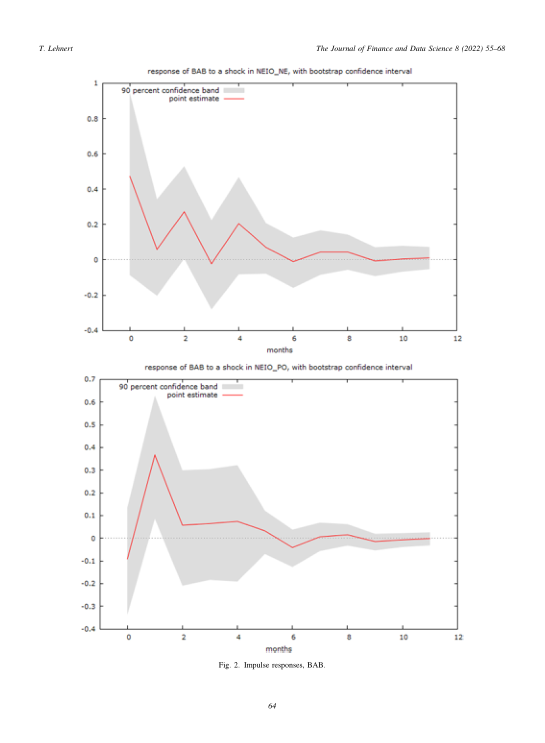 T. Lehnert
The Journal of Finance and Data Science 8 (2022) 55–68
response of BAB to a shock in NEIO_NE, with bootstrap confidence interval
90 percent confidence band
point estimate
1
0.8
0.6
0.4
0.2
0
-0.2
-0.4
0 2 4 6 8 10 12
months
response of BAB to a shock in NEIO_PO, with bootstrap confidence interval
90 percent confidence band
point estimate
0.7
0.6
0.5
0.4
0.3
0.2
0.1
0
-0.1
-0.2
-0.3
-0.4
0 2 4 6 8 10 12
months
Fig. 2. Impulse responses, BAB.
64